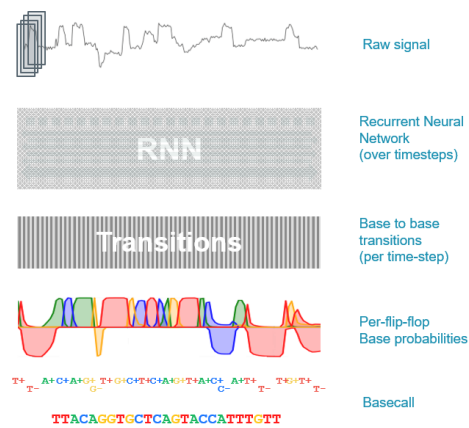 Raw signal
RNN
Recurrent Neural
Network
(over timesteps)
Transitions
Base to base
transitions
(per time-step)
Per-flip-flop
Base probabilities
T+T-A+C+A+G+G-T+G+C+T+C+A+G+T+A+C+C-A+T+T-T+G+T+T-
Basecall
TTACAGGTGCTCAGTACCATTTGTT